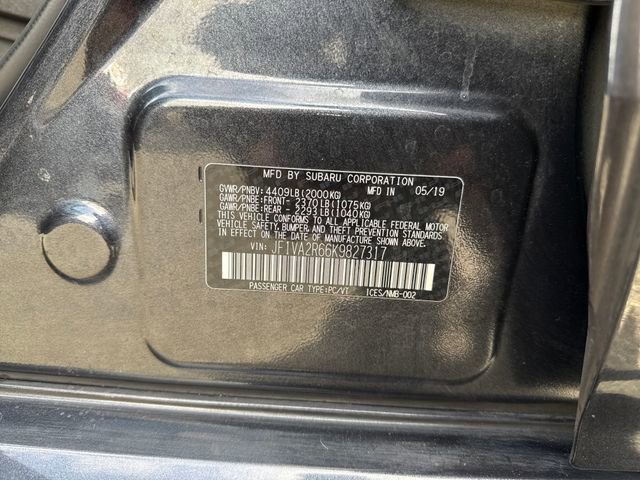 MFD BY SUBARU CORPORATION
GVWR/PNBV: 4409LB(2000KG) MFD IN 05/19
GAWR/PNBE:FRONT- 2370LB(1075KG)
GAWR/PNBE:REAR - 2293LB(1040KG)
THIS VEHICLE CONFORMS TO ALL APPLICABLE FEDERAL MOTOR
VEHICLE SAFETY, BUMPER, AND THEFT PREVENTION STANDARDS
IN EFFECT ON THE DATE OF MANUFACTURE SHOWN ABOVE.
VIN: JF1VA2R66K9827317
PASSENGER CAR TYPE:PC/VT ICES/NMB-002